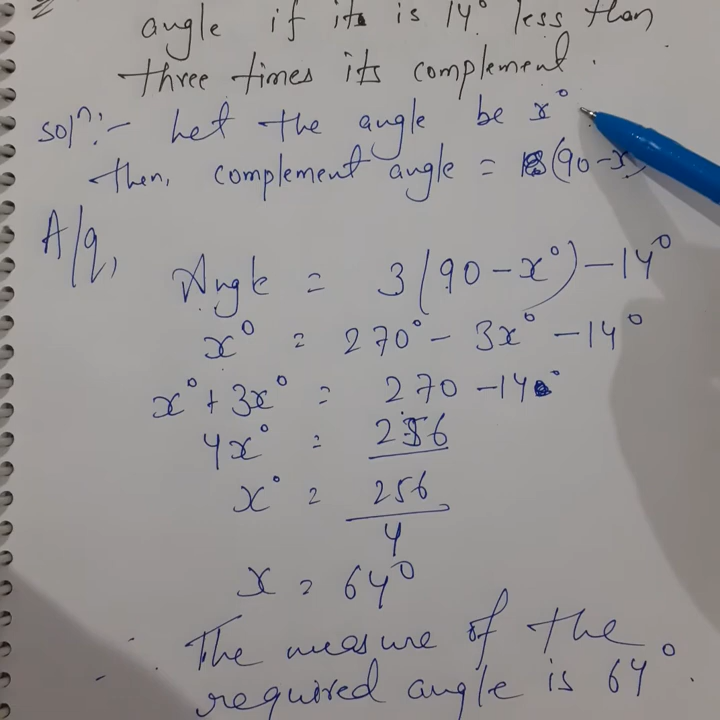 angle if it is 14° less than
three times its complement.
solⁿ:- Let the angle be x°
then, complement angle = (90-x)
A/q,
Angle = 3(90-x°)-14°
x° = 270° - 3x° - 14°
x° + 3x° = 270 - 14°
4x° = 256
x° = 256
4
x = 64°
∴ The measure of the
required angle is 64°.